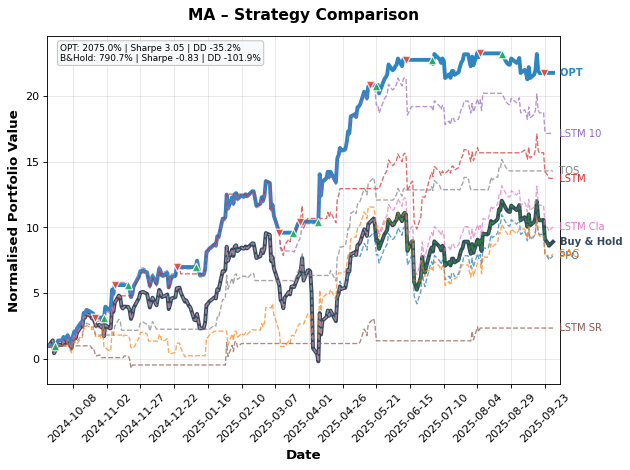 MA – Strategy Comparison
OPT: 2075.0% | Sharpe 3.05 | DD -35.2%
B&Hold: 790.7% | Sharpe -0.83 | DD -101.9%
Normalised Portfolio Value
20
15
10
5
0
OPT
LSTM 10
TOS
LSTM
LSTM Cla
Buy & Hold
LSTM SR
2024-10-08
2024-11-02
2024-11-27
2024-12-22
2025-01-16
2025-02-10
2025-03-07
2025-04-01
2025-04-26
2025-05-21
2025-06-15
2025-07-10
2025-08-04
2025-08-29
2025-09-23
Date